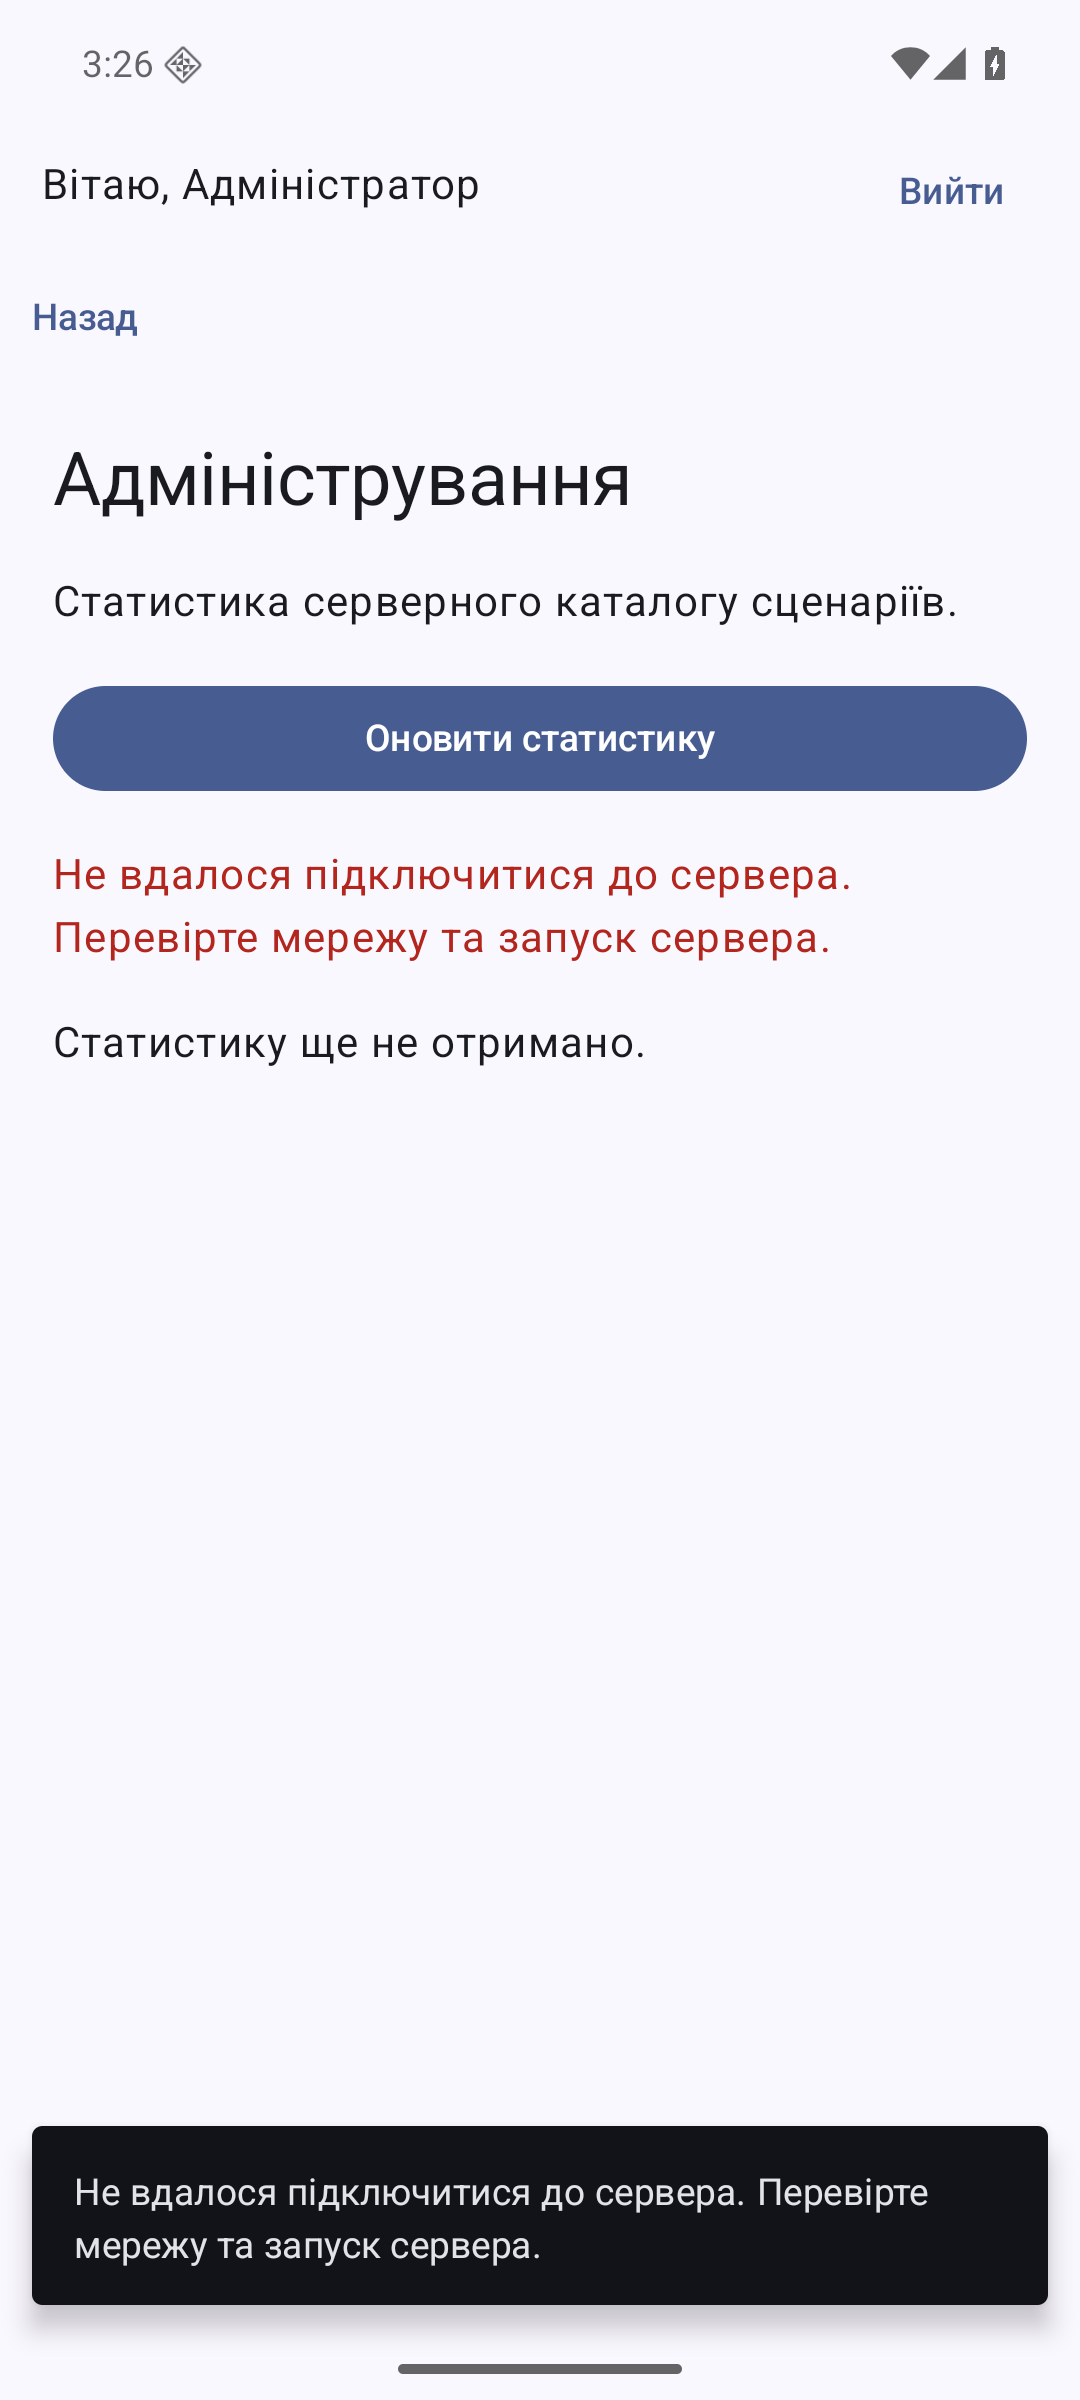 3:26
Вітаю, Адміністратор
Вийти
Назад
Адміністрування
Статистика серверного каталогу сценаріїв.
Оновити статистику
Не вдалося підключитися до сервера.
Перевірте мережу та запуск сервера.
Статистику ще не отримано.
Не вдалося підключитися до сервера. Перевірте
мережу та запуск сервера.